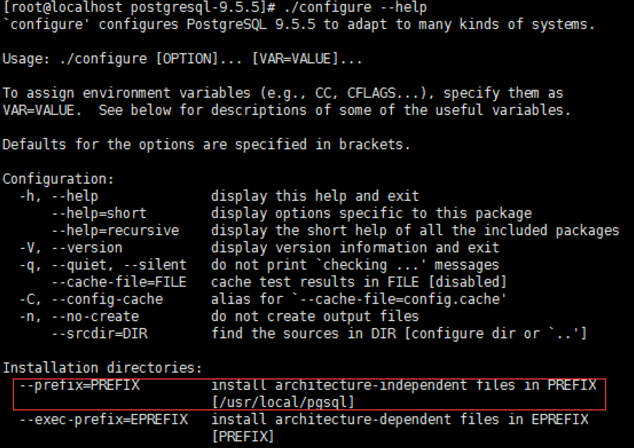 [root@localhost postgresql-9.5.5]# ./configure --help
`configure' configures PostgreSQL 9.5.5 to adapt to many kinds of systems.
Usage: ./configure [OPTION]... [VAR=VALUE]...
To assign environment variables (e.g., CC, CFLAGS...), specify them as
VAR=VALUE.  See below for descriptions of some of the useful variables.
Defaults for the options are specified in brackets.
Configuration:
  -h, --help              display this help and exit
      --help=short        display options specific to this package
      --help=recursive    display the short help of all the included packages
  -V, --version           display version information and exit
  -q, --quiet, --silent   do not print `checking ...' messages
      --cache-file=FILE   cache test results in FILE [disabled]
  -C, --config-cache      alias for `--cache-file=config.cache'
  -n, --no-create         do not create output files
      --srcdir=DIR        find the sources in DIR [configure dir or `..']
Installation directories:
  --prefix=PREFIX         install architecture-independent files in PREFIX
                          [/usr/local/pgsql]
  --exec-prefix=EPREFIX   install architecture-dependent files in EPREFIX
                          [PREFIX]